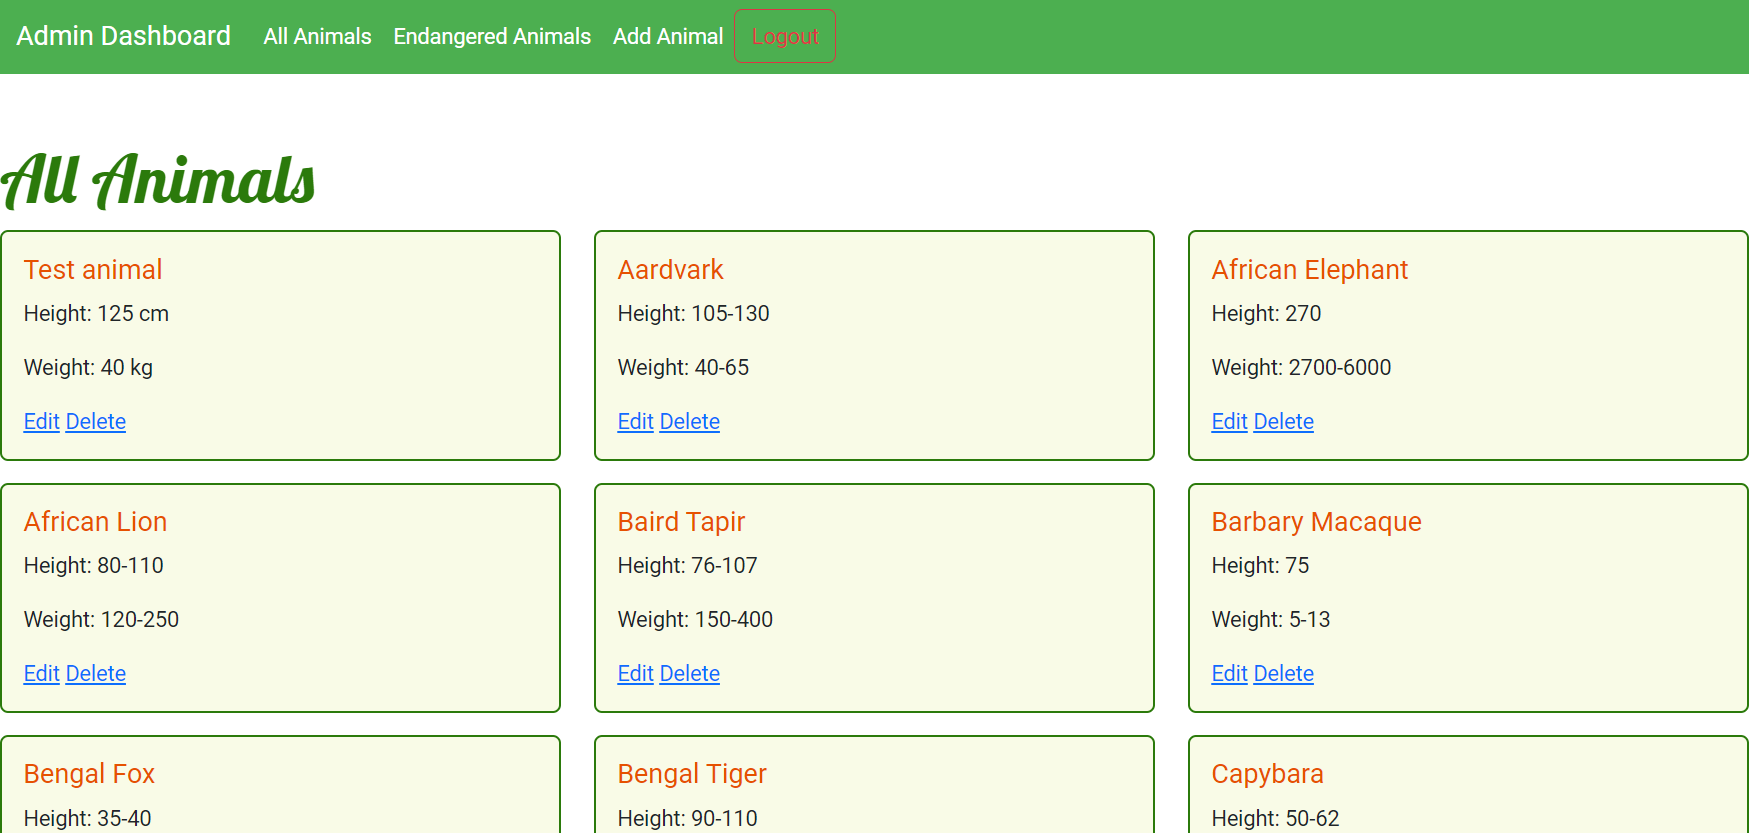 Admin Dashboard All Animals Endangered Animals Add Animal Logout
All Animals
Test animal
Height: 125 cm
Weight: 40 kg
Edit Delete
Aardvark
Height: 105-130
Weight: 40-65
Edit Delete
African Elephant
Height: 270
Weight: 2700-6000
Edit Delete
African Lion
Height: 80-110
Weight: 120-250
Edit Delete
Baird Tapir
Height: 76-107
Weight: 150-400
Edit Delete
Barbary Macaque
Height: 75
Weight: 5-13
Edit Delete
Bengal Fox
Height: 35-40
Bengal Tiger
Height: 90-110
Capybara
Height: 50-62